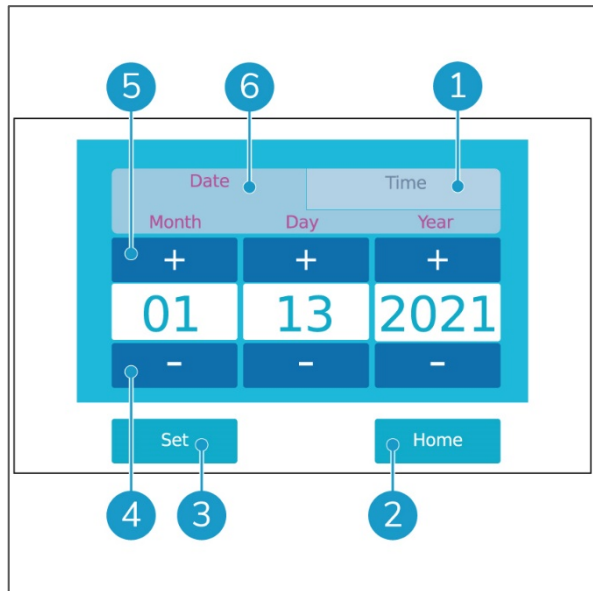 5 6 1
Date Time
Month Day Year
+ + +
01 13 2021
- - -
Set Home
4 3 2